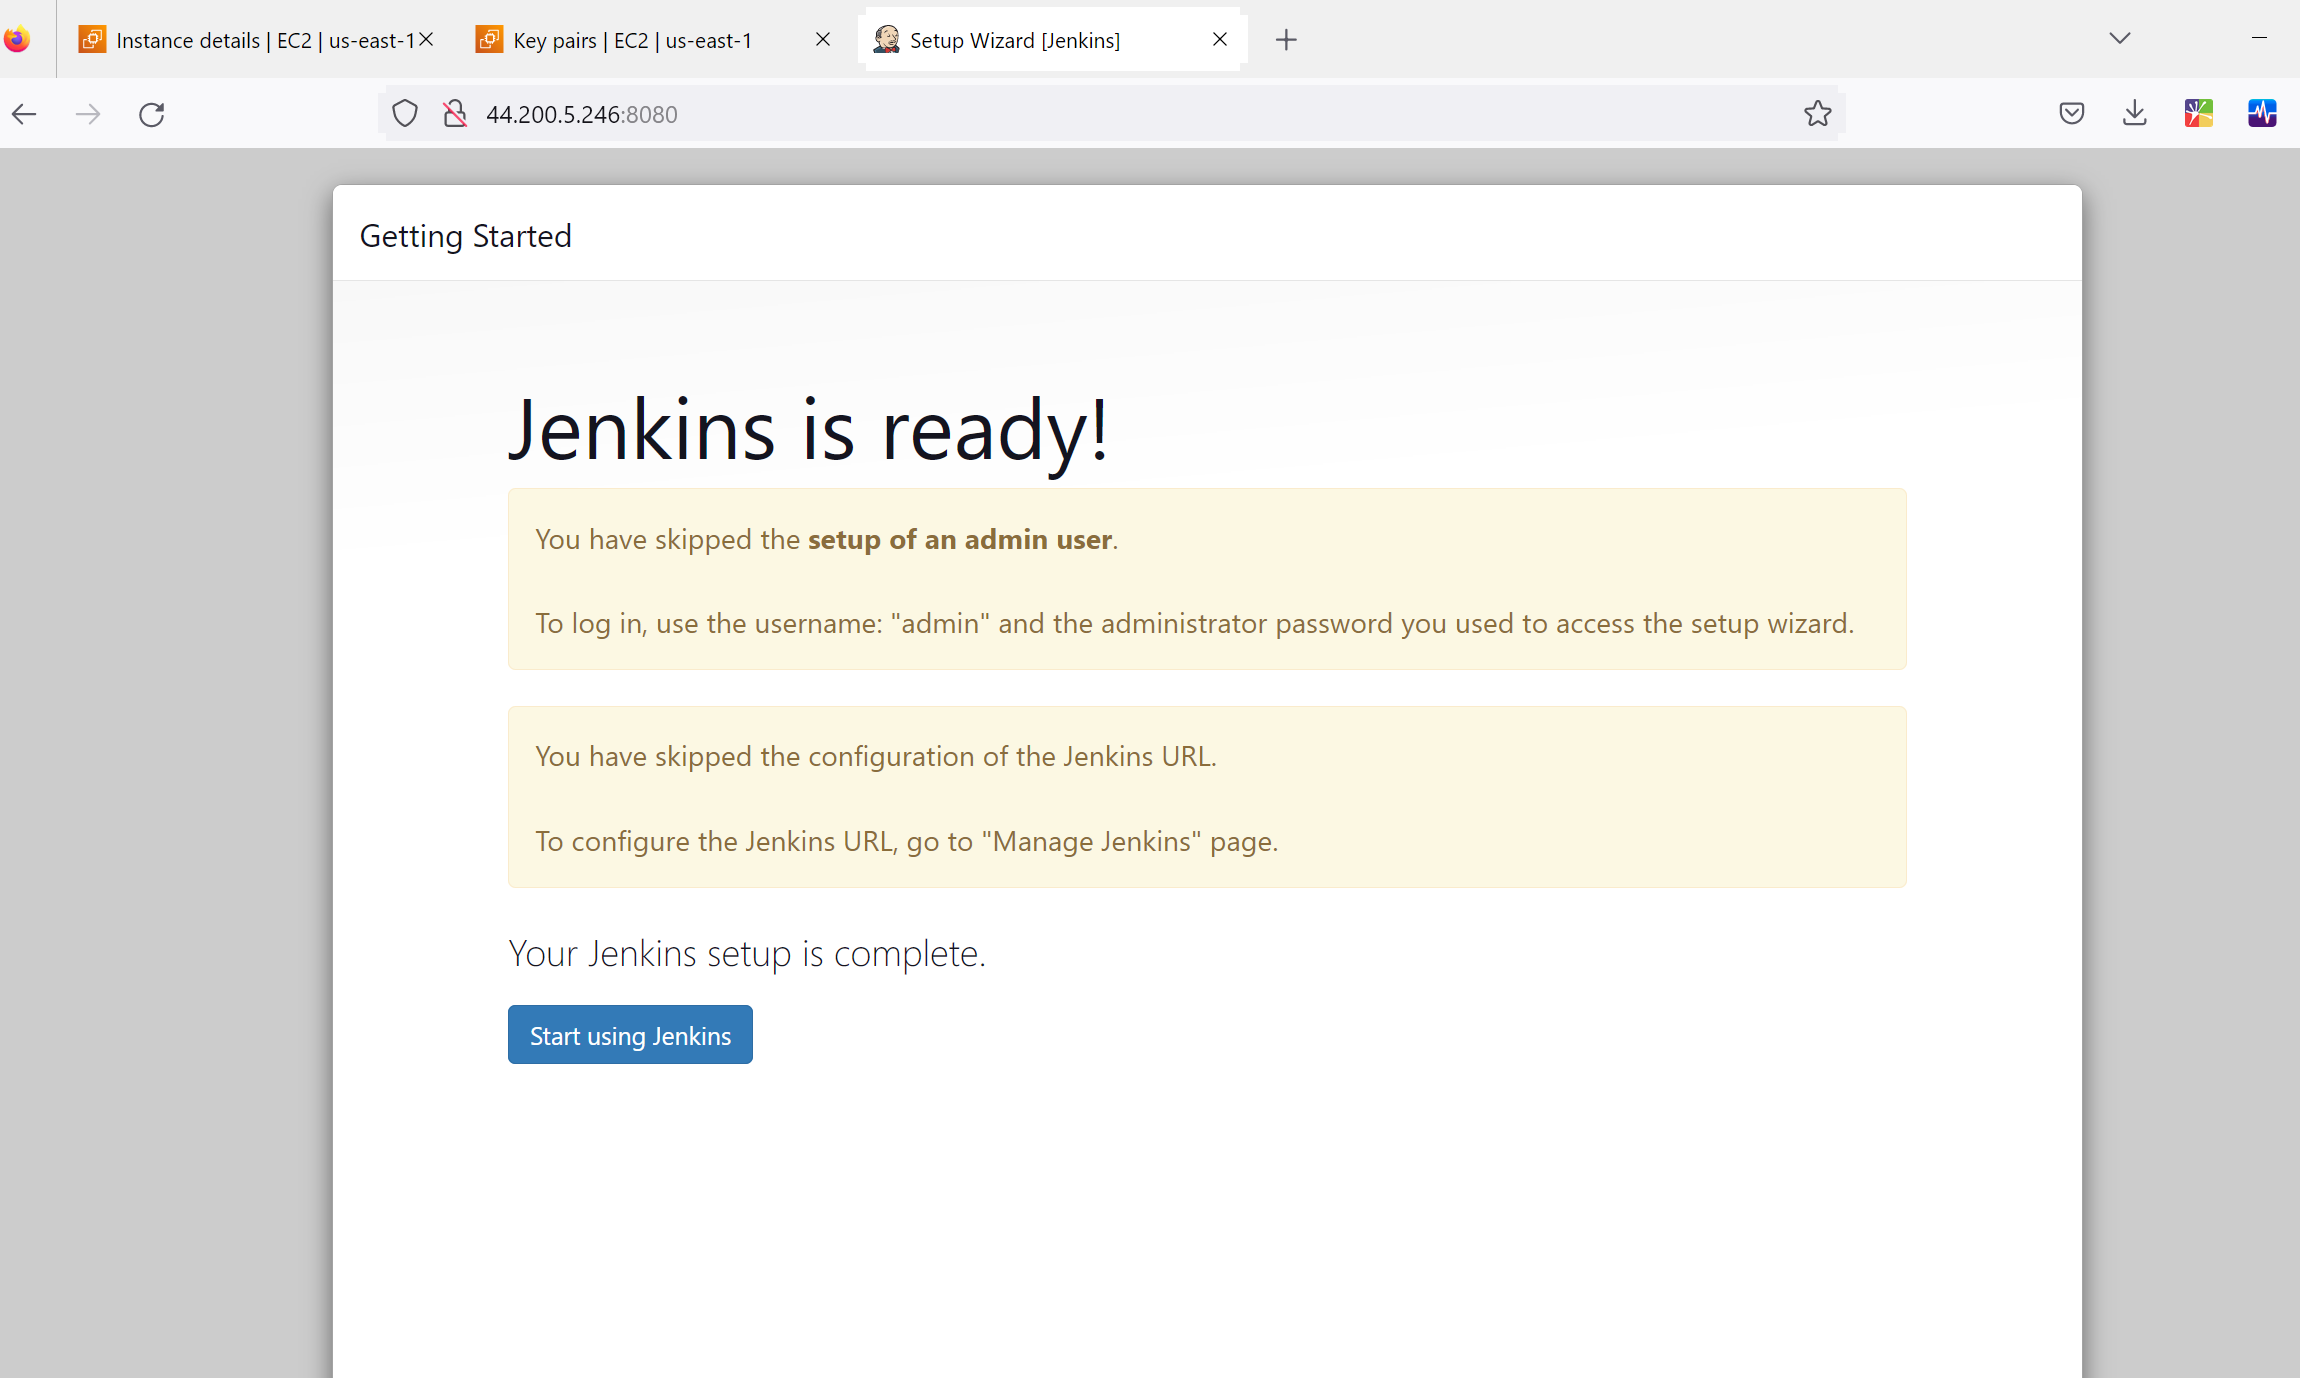 Instance details | EC2 | us-east-1
Key pairs | EC2 | us-east-1
Setup Wizard [Jenkins]
44.200.5.246:8080
Getting Started
Jenkins is ready!
You have skipped the setup of an admin user.
To log in, use the username: "admin" and the administrator password you used to access the setup wizard.
You have skipped the configuration of the Jenkins URL.
To configure the Jenkins URL, go to "Manage Jenkins" page.
Your Jenkins setup is complete.
Start using Jenkins